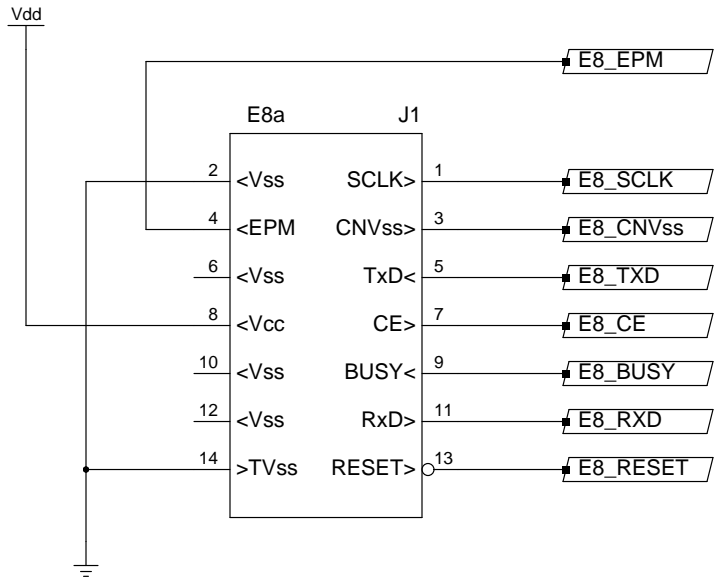 Vdd
E8_EPM
E8a J1
2 <Vss SCLK> 1 E8_SCLK
4 <EPM CNVss> 3 E8_CNVss
6 <Vss TxD< 5 E8_TXD
8 <Vcc CE> 7 E8_CE
10 <Vss BUSY< 9 E8_BUSY
12 <Vss RxD> 11 E8_RXD
14 >TVss RESET> 13 E8_RESET